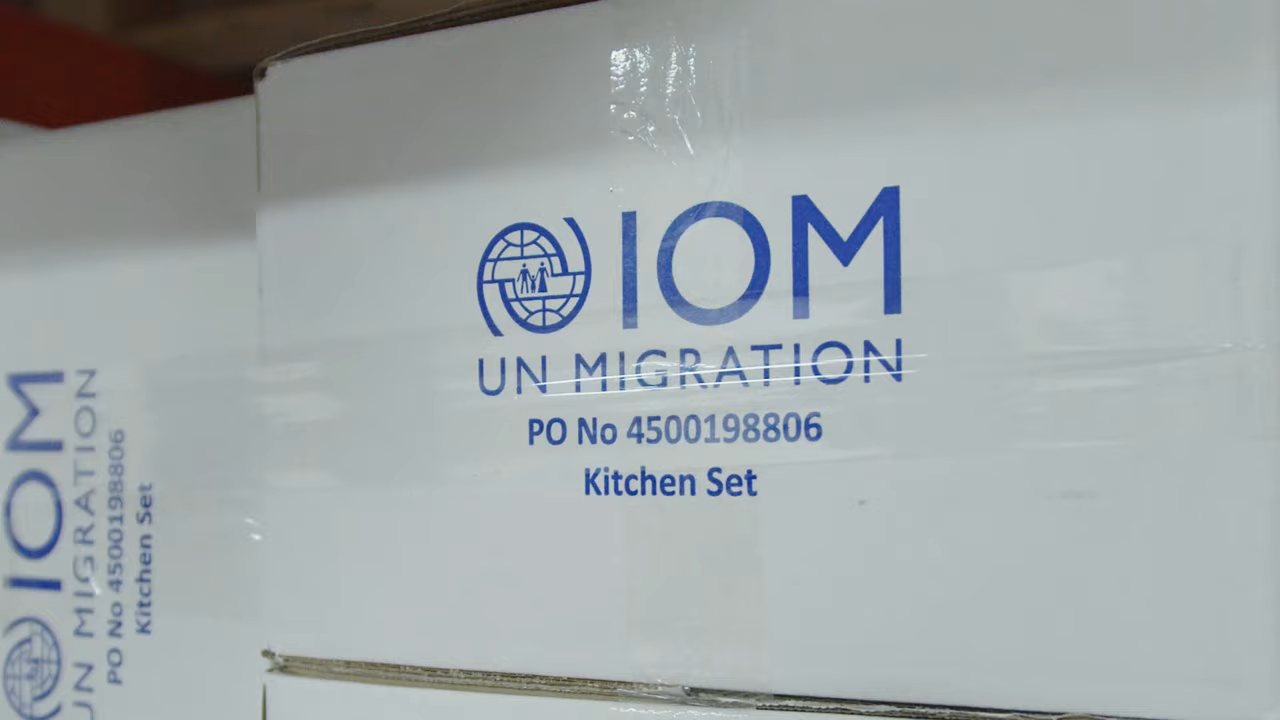 IOM
UN MIGRATION
PO No 4500198806
Kitchen Set
IOM
UN MIGRATION
PO No 4500198806
Kitchen Set